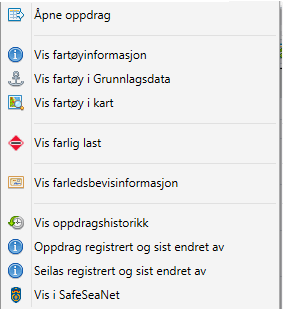 Åpne oppdrag
Vis fartøyinformasjon
Vis fartøy i Grunnlagsdata
Vis fartøy i kart
Vis farlig last
Vis farledsbevisinformasjon
Vis oppdragshistorikk
Oppdrag registrert og sist endret av
Seilas registrert og sist endret av
Vis i SafeSeaNet